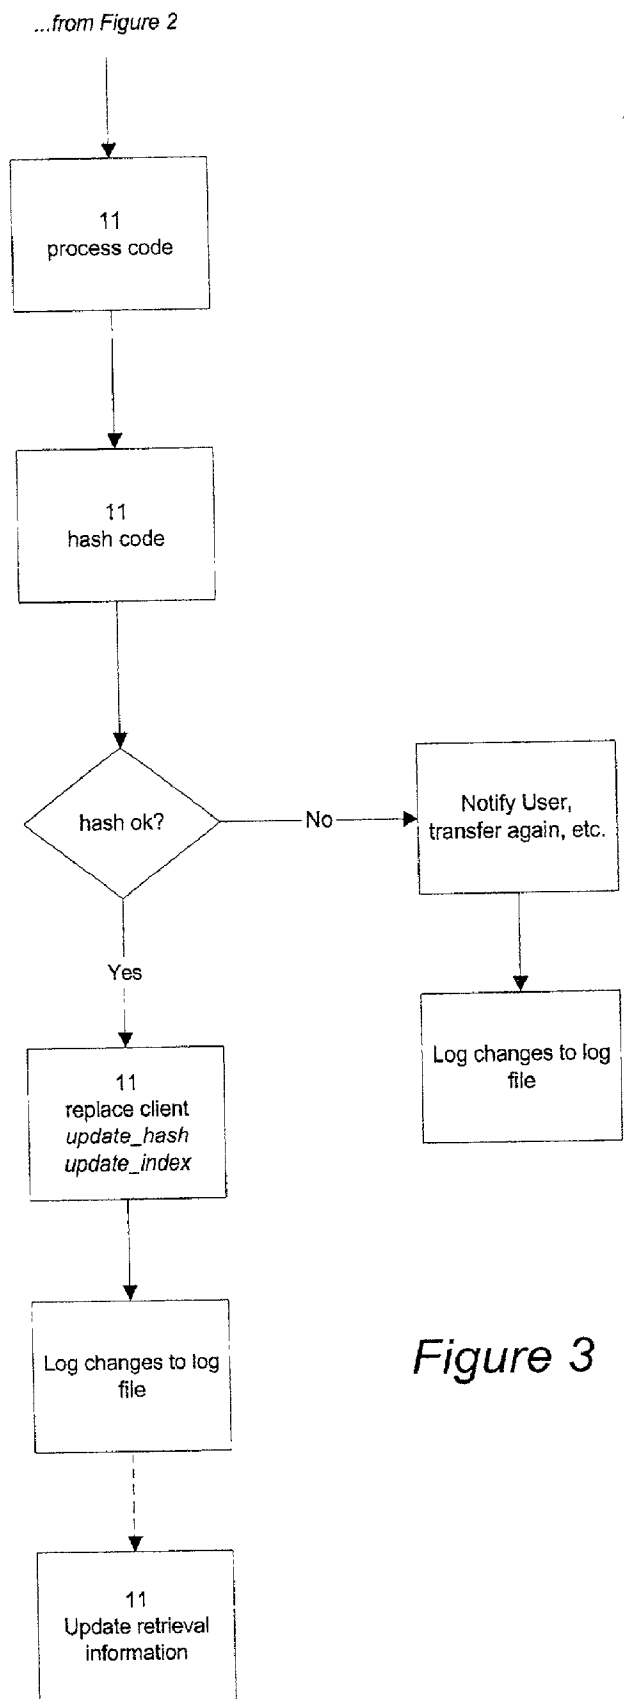 ...from Figure 2
11
process code
11
hash code
hash ok?
No
Notify User,
transfer again, etc.
Yes
Log changes to log
file
11
replace client
update_hash
update_index
Log changes to log
file
Figure 3
11
Update retrieval
information